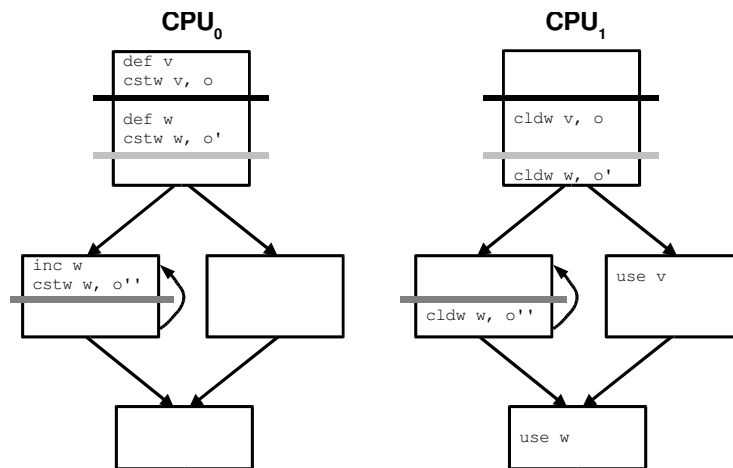 CPU0
def v
cstw v, o
def w
cstw w, o'
inc w
cstw w, o''
CPU1
cldw v, o
cldw w, o'
cldw w, o''
use v
use w